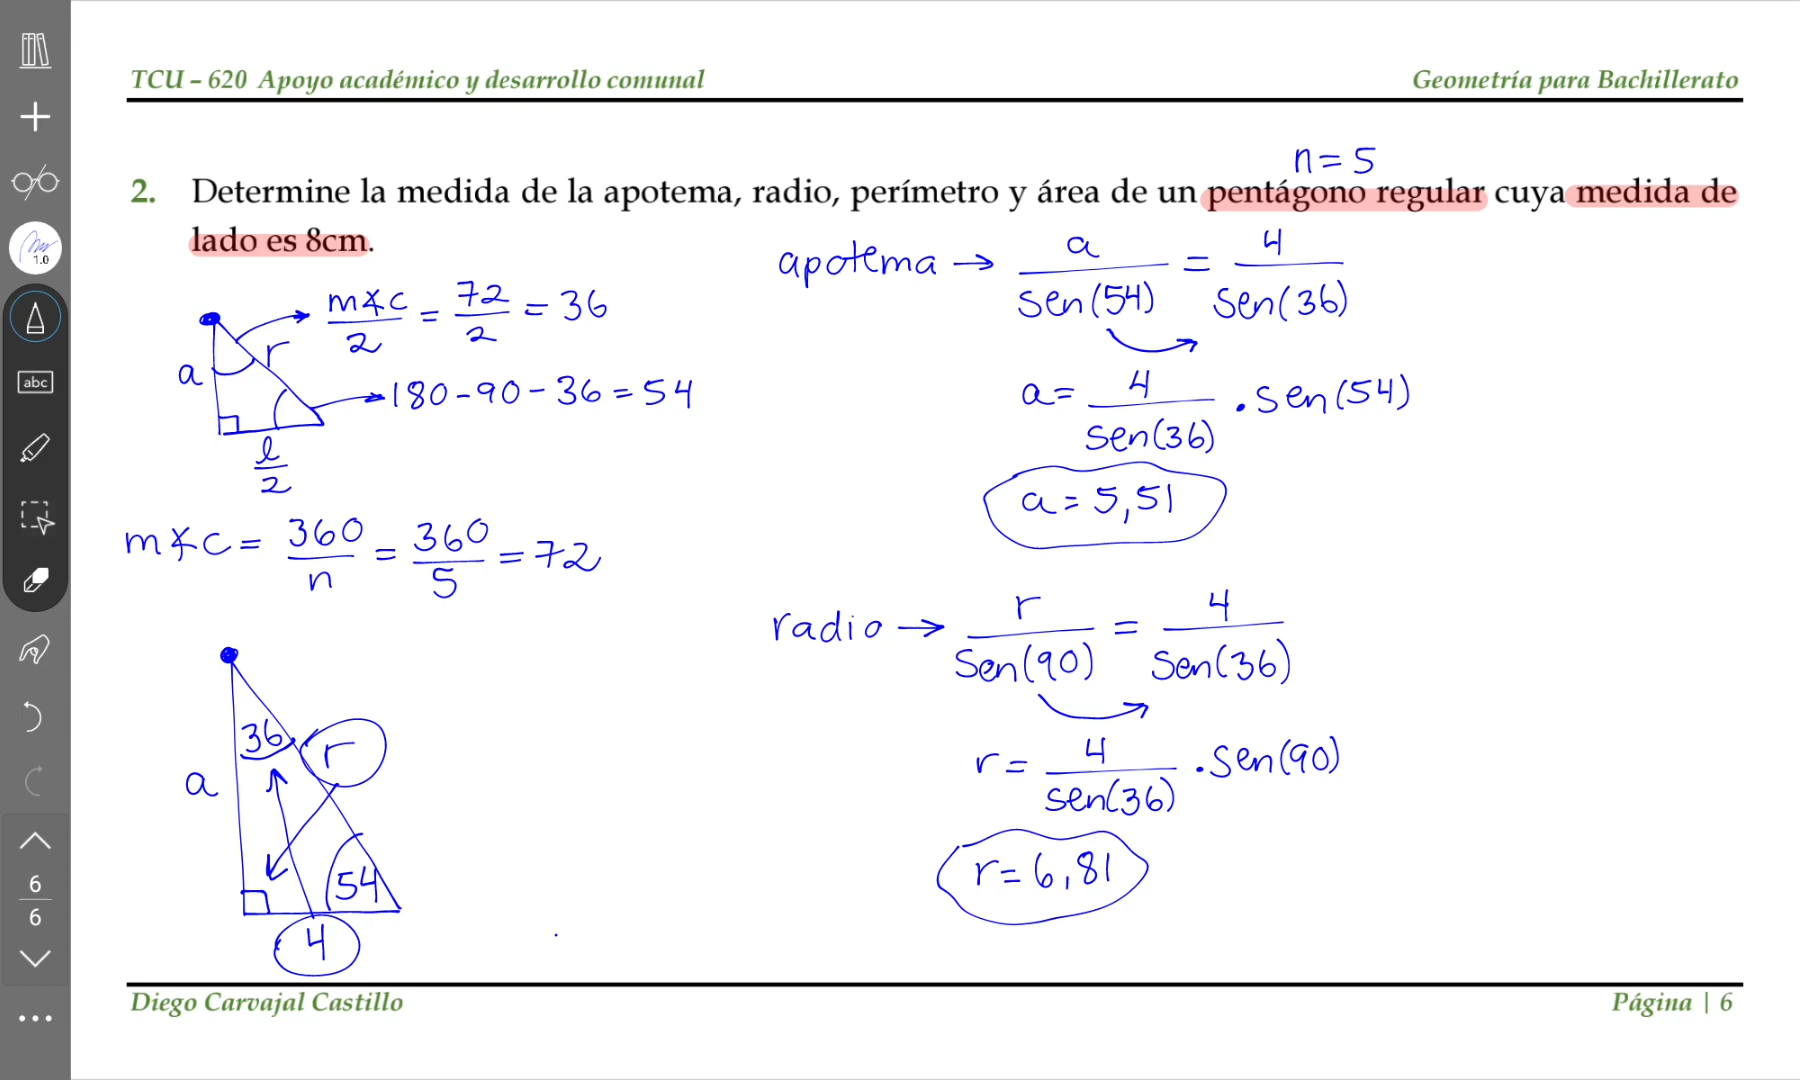 TCU – 620 Apoyo académico y desarrollo comunal
Geometría para Bachillerato
n = 5
2. Determine la medida de la apotema, radio, perímetro y área de un pentágono regular cuya medida de
lado es 8cm.
m∡c/2 = 72/2 = 36
r
a
180 - 90 - 36 = 54
l/2
m∡c = 360/n = 360/5 = 72
36
r
a
54
4
apotema → a/sen(54) = 4/sen(36)
a = 4/sen(36) · sen(54)
a = 5,51
radio → r/sen(90) = 4/sen(36)
r = 4/sen(36) · sen(90)
r = 6,81
Diego Carvajal Castillo
Página | 6
1.0
abc
6
6